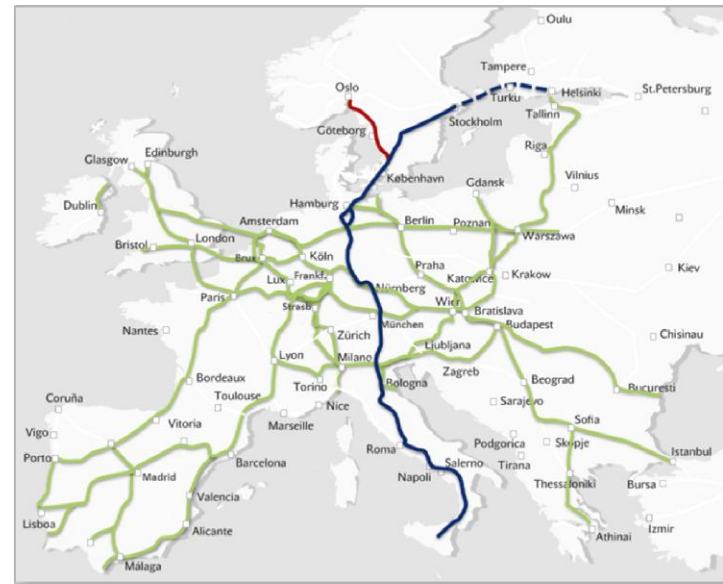 Oulu
Tampere
Oslo
Turku
Helsinki
St.Petersburg
Stockholm
Tallinn
Göteborg
Riga
Glasgow
Edinburgh
København
Gdansk
Vilnius
Dublin
Hamburg
Minsk
Amsterdam
Berlin
Poznan
Warszawa
Bristol
London
Brux
Köln
Kiev
Lux
Frankf.
Praha
Katowice
Krakow
Paris
Nürnberg
Strasb
Wier
Bratislava
Nantes
München
Budapest
Chisinau
Zürich
Ljubljana
Lyon
Milano
Zagreb
Bordeaux
Torino
Bologna
Beograd
Bucuresti
Coruña
Toulouse
Nice
Sarajevo
Vitoria
Marseille
Sofia
Vigo
Roma
Podgorica
Skopje
Istanbul
Porto
Barcelona
Napoli
Salerno
Tirana
Madrid
Thessaloniki
Bursa
Valencia
Lisboa
Alicante
Athinai
Izmir
Málaga